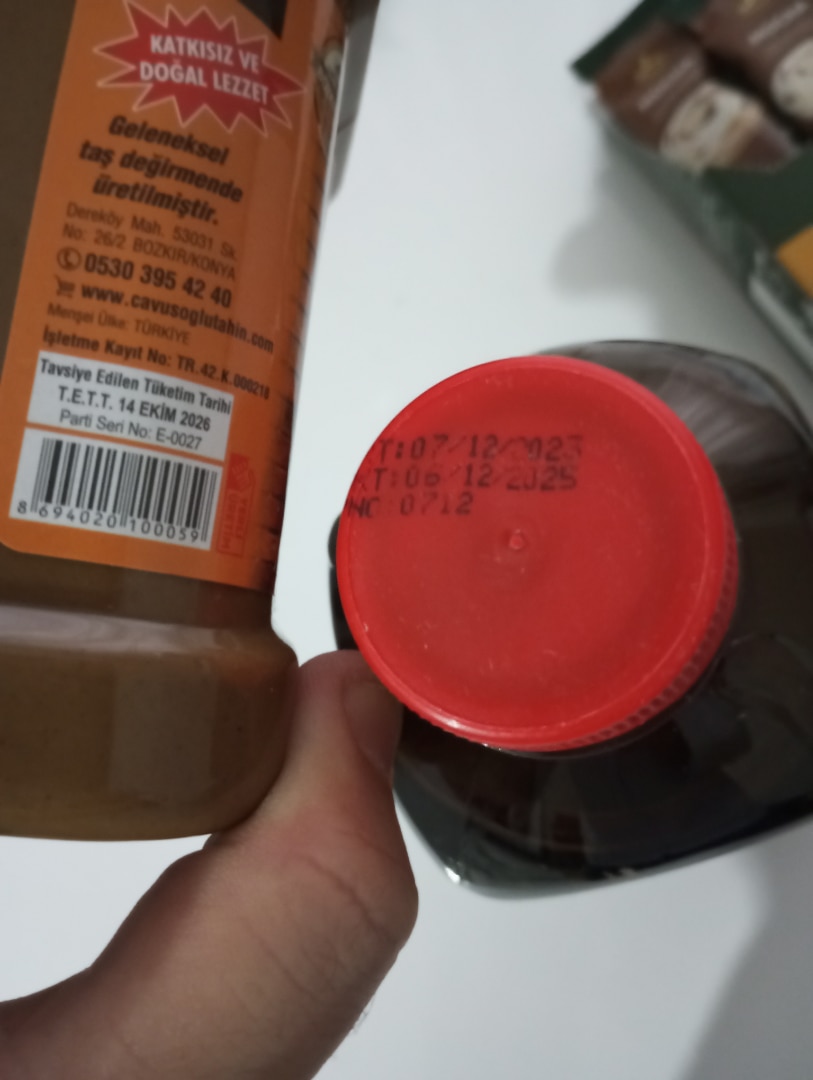 KATKISIZ VE
DOĞAL LEZZET
Geleneksel
taş değirmende
üretilmiştir.
Dereköy Mah. 53031 Sk.
No: 26/2 BOZKIR/KONYA
0530 395 42 40
www.cavusoglutahin.com
Menşei Ülke: TÜRKİYE
İşletme Kayıt No: TR.42.K.000218
Tavsiye Edilen Tüketim Tarihi
T.E.T.T. 14 EKİM 2026
Parti Seri No: E-0027
8 694020 100059
T:07/12/2023
KT:06/12/2025
NO:0712